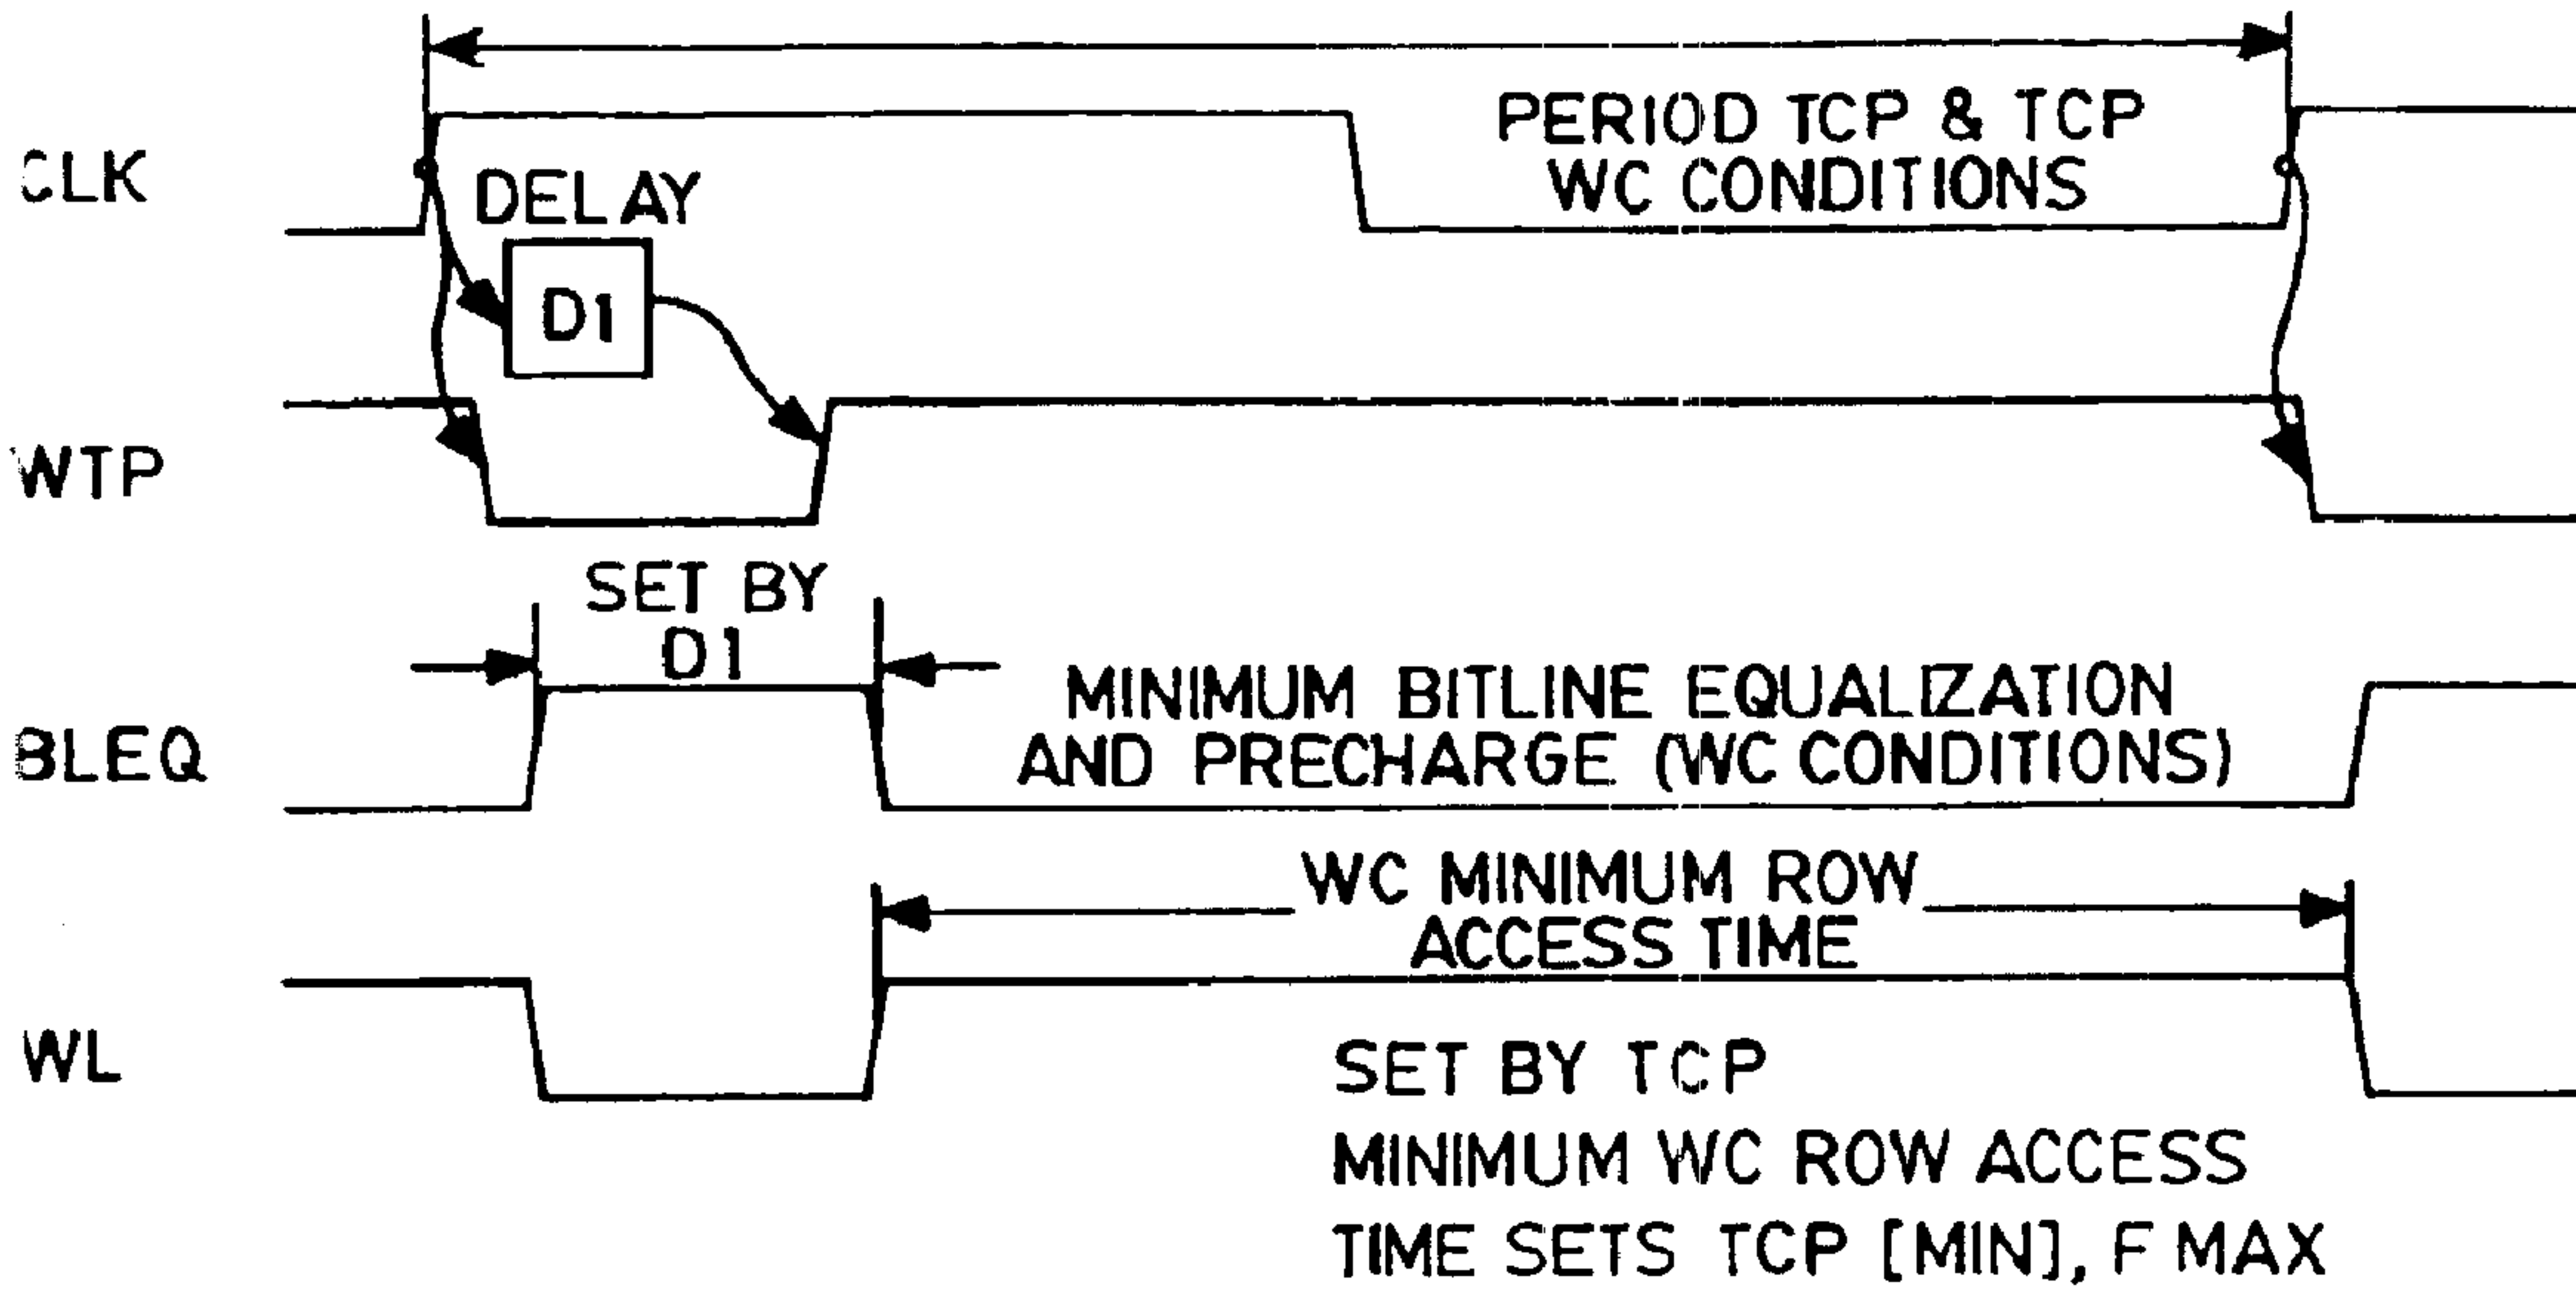 PERIOD TCP & TCP
WC CONDITIONS
CLK
DELAY
D1
WTP
SET BY
D1
MINIMUM BITLINE EQUALIZATION
AND PRECHARGE (WC CONDITIONS)
BLEQ
WC MINIMUM ROW
ACCESS TIME
WL
SET BY TCP
MINIMUM WC ROW ACCESS
TIME SETS TCP [MIN], F MAX